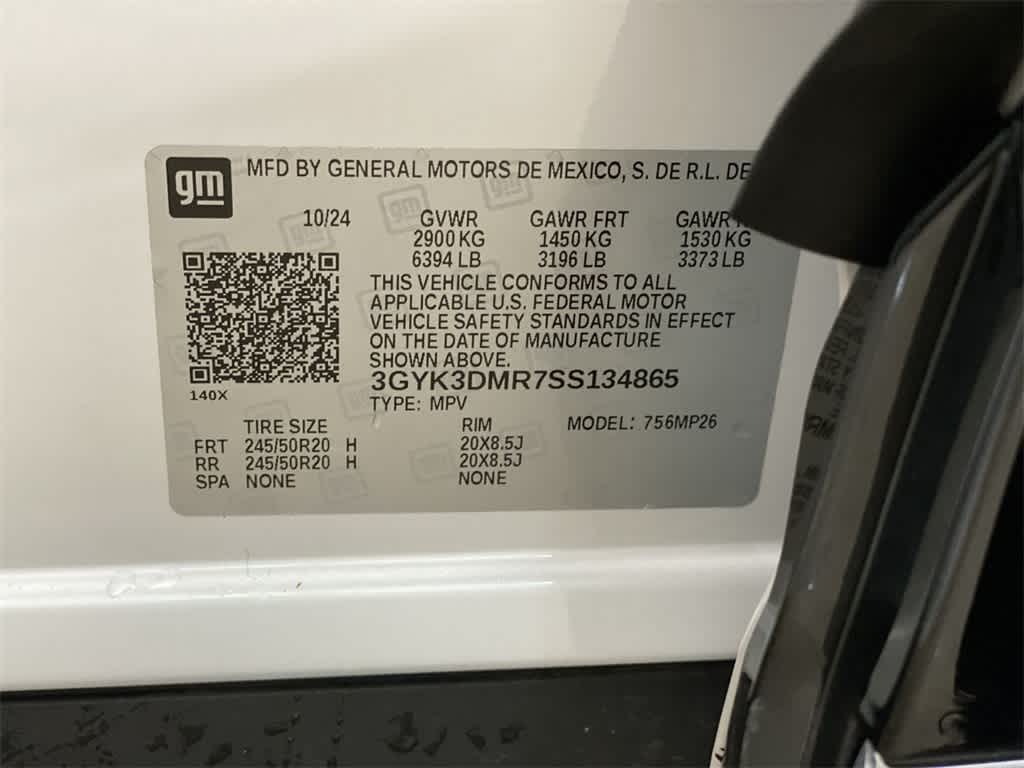 gm
MFD BY GENERAL MOTORS DE MEXICO, S. DE R.L. DE
10/24 GVWR GAWR FRT GAWR
2900 KG 1450 KG 1530 KG
6394 LB 3196 LB 3373 LB
THIS VEHICLE CONFORMS TO ALL
APPLICABLE U.S. FEDERAL MOTOR
VEHICLE SAFETY STANDARDS IN EFFECT
ON THE DATE OF MANUFACTURE
SHOWN ABOVE.
140X
3GYK3DMR7SS134865
TYPE: MPV
TIRE SIZE RIM MODEL: 756MP26
FRT 245/50R20 H 20X8.5J
RR 245/50R20 H 20X8.5J
SPA NONE NONE